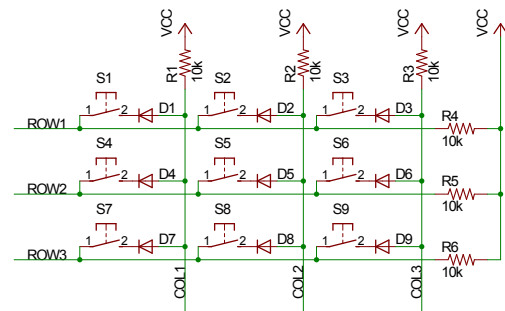 VCC VCC VCC VCC
R1 10k R2 10k R3 10k
S1 S2 S3
1 2 D1 1 2 D2 1 2 D3
ROW1 R4
10k
S4 S5 S6
1 2 D4 1 2 D5 1 2 D6
ROW2 R5
10k
S7 S8 S9
1 2 D7 1 2 D8 1 2 D9
ROW3 R6
10k
COL1 COL2 COL3